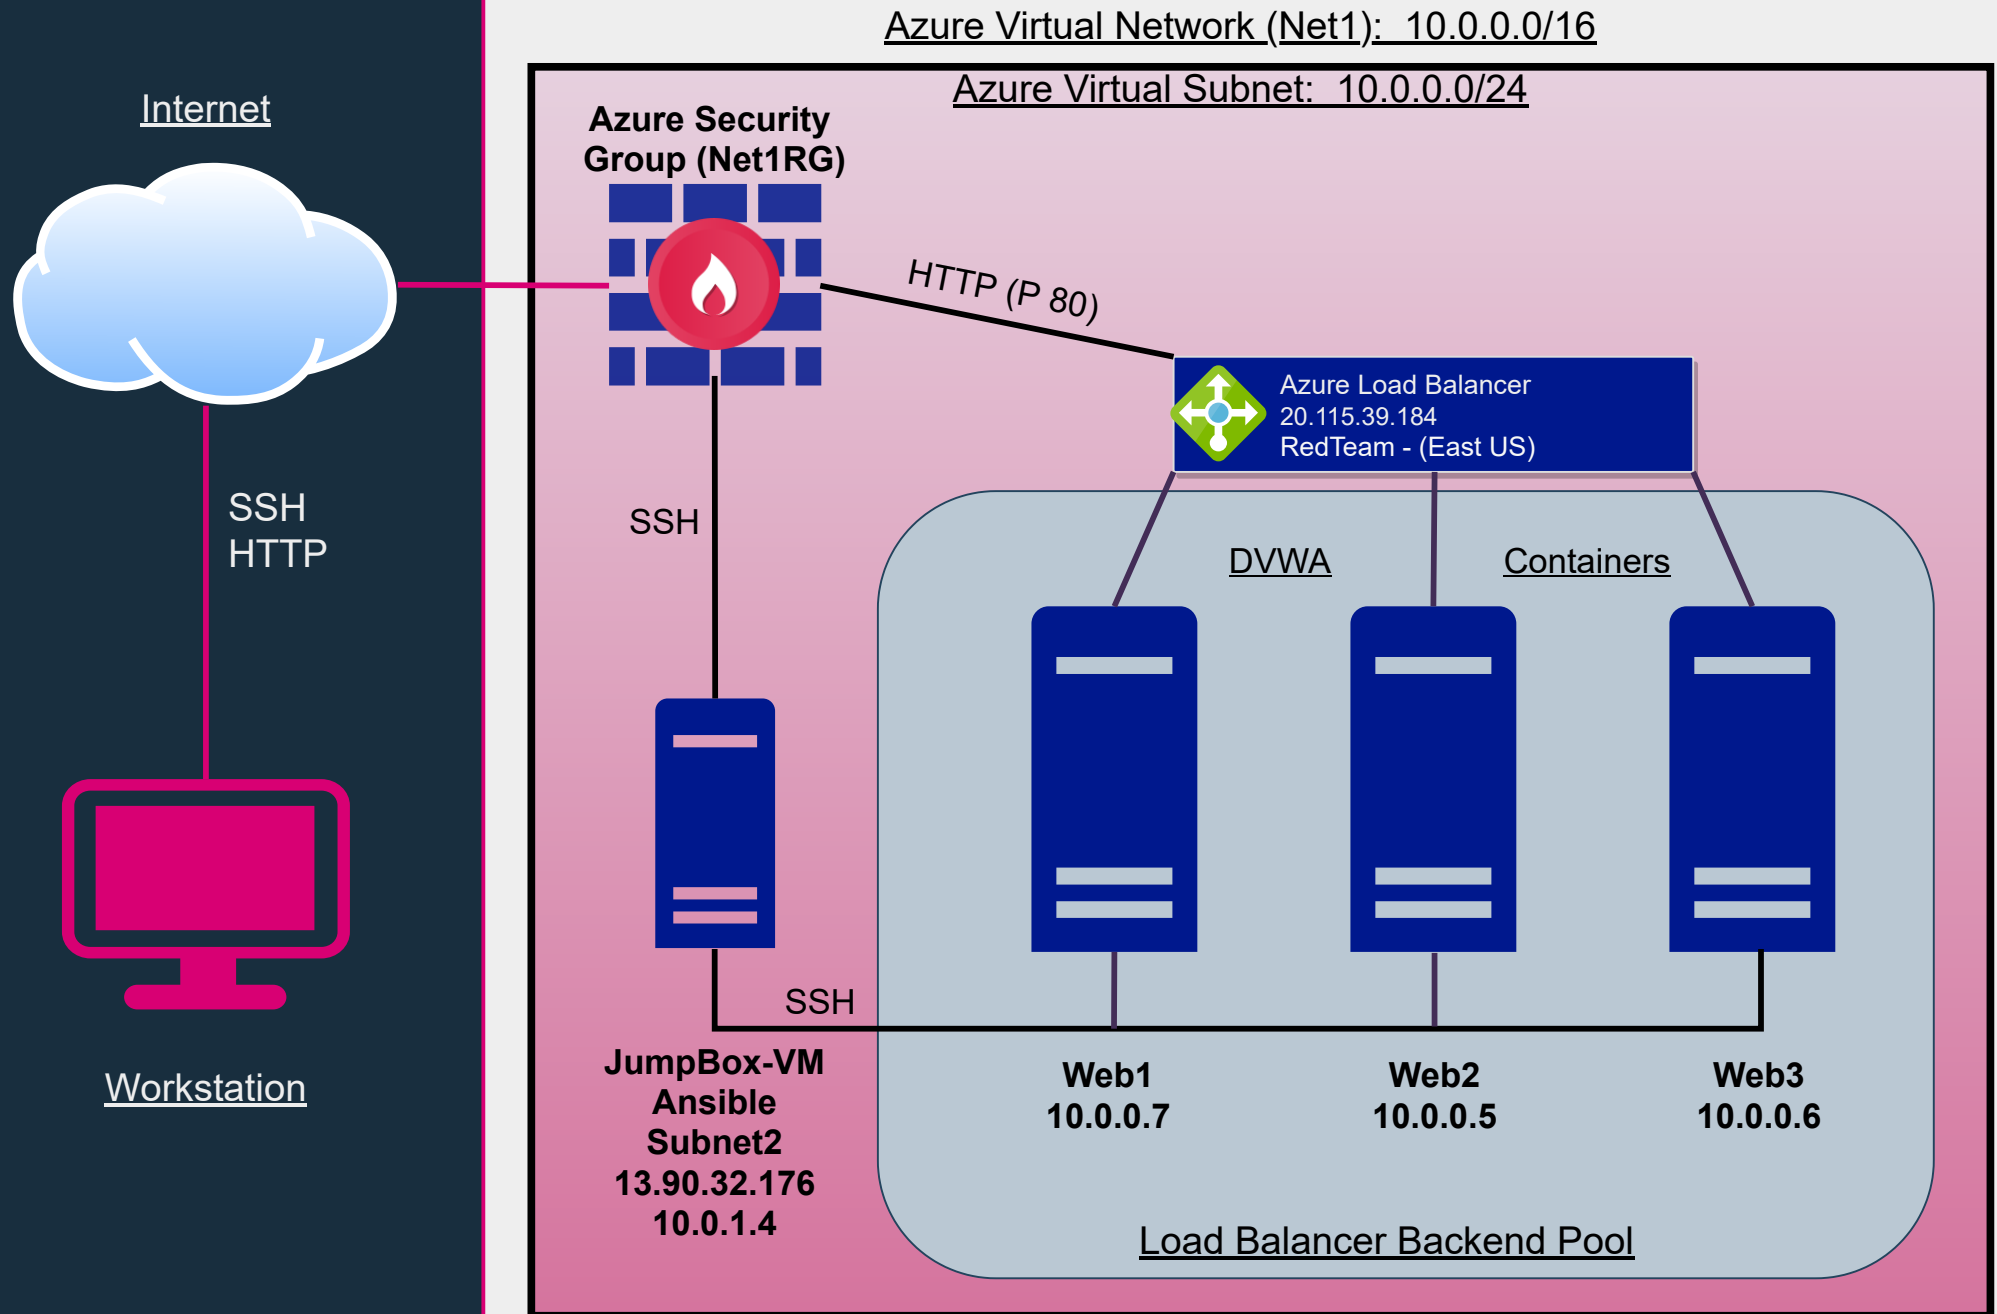 Azure Virtual Network (Net1):  10.0.0.0/16
Azure Virtual Subnet:  10.0.0.0/24
Internet
Azure Security
Group (Net1RG)
HTTP (P 80)
Azure Load Balancer
20.115.39.184
RedTeam - (East US)
SSH
HTTP
SSH
DVWA
Containers
SSH
Workstation
JumpBox-VM
Ansible
Subnet2
13.90.32.176
10.0.1.4
Web1
10.0.0.7
Web2
10.0.0.5
Web3
10.0.0.6
Load Balancer Backend Pool